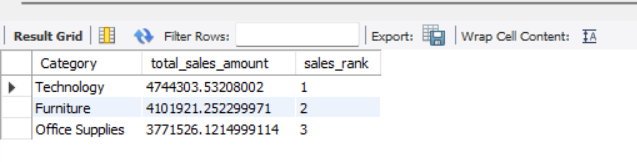 Result Grid Filter Rows: Export: Wrap Cell Content: IA
Category total_sales_amount sales_rank
Technology 4744303.53208002 1
Furniture 4101921.252299971 2
Office Supplies 3771526.1214999114 3